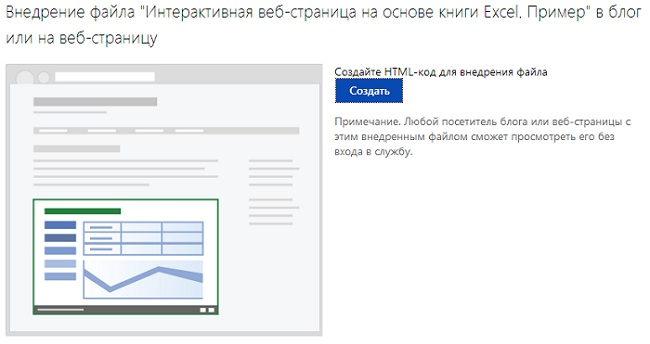 Внедрение файла "Интерактивная веб-страница на основе книги Excel. Пример" в блог
или на веб-страницу
Создайте HTML-код для внедрения файла
Создать
Примечание. Любой посетитель блога или веб-страницы с
этим внедренным файлом сможет просмотреть его без
входа в службу.